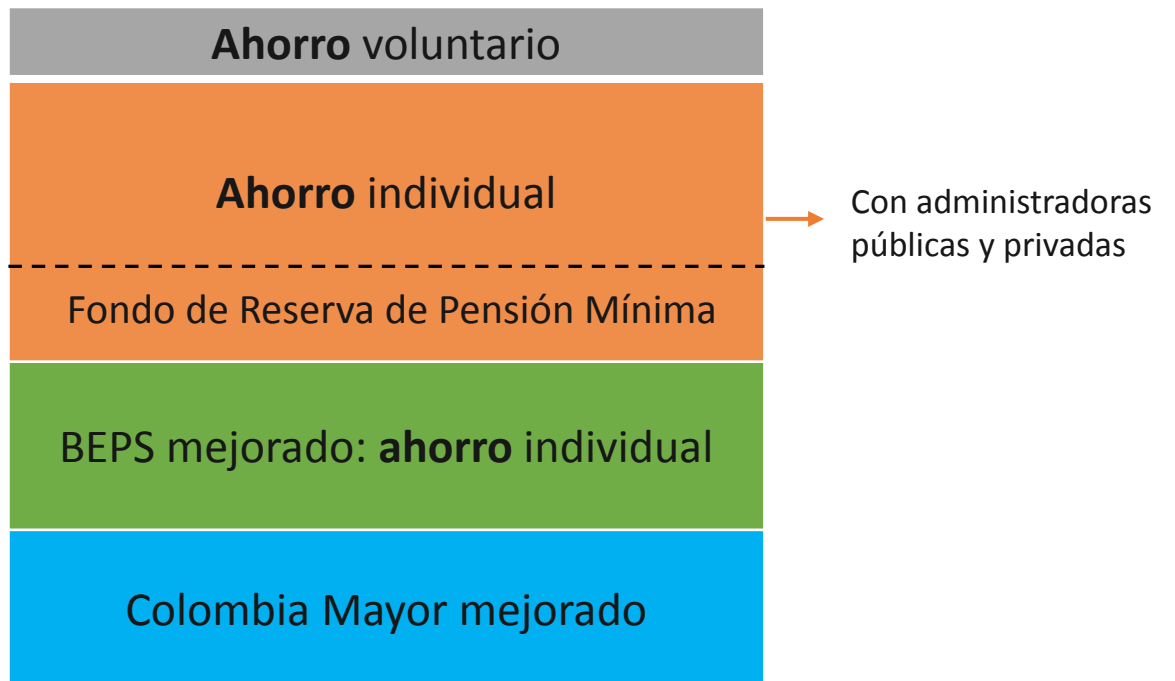 Ahorro voluntario
Ahorro individual
Con administradoras
públicas y privadas
Fondo de Reserva de Pensión Mínima
BEPS mejorado: ahorro individual
Colombia Mayor mejorado